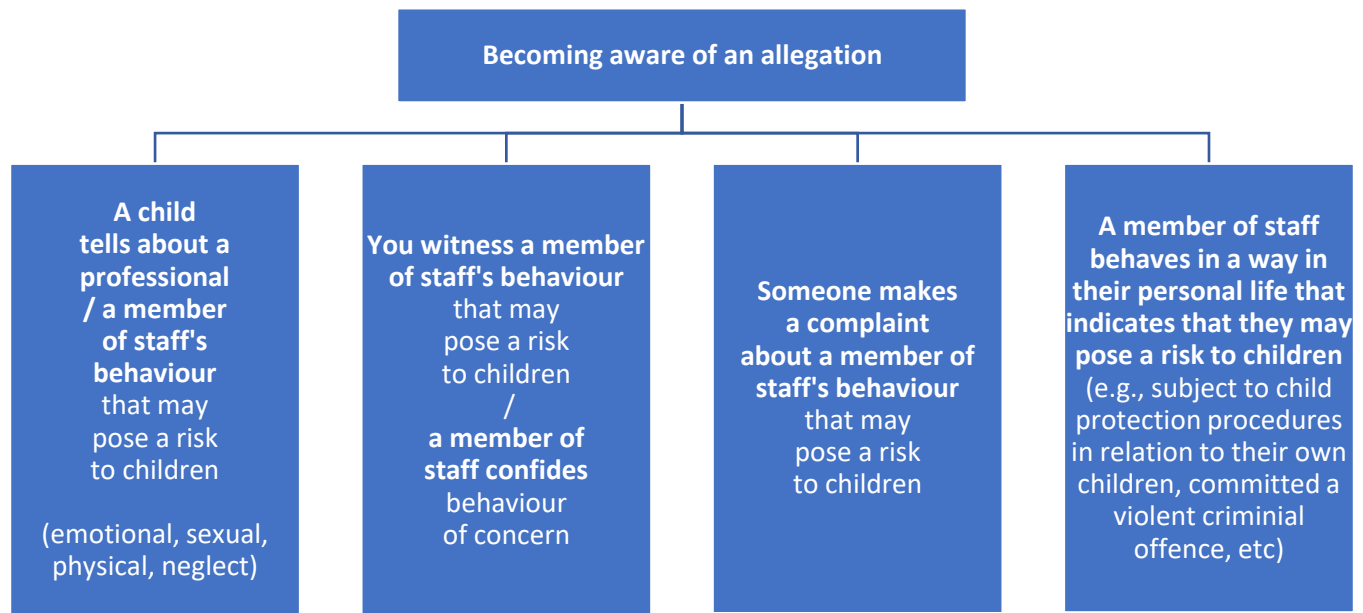 Becoming aware of an allegation
A child
tells about a
professional
/ a member
of staff's
behaviour
that may
pose a risk
to children
(emotional, sexual,
physical, neglect)
You witness a member
of staff's behaviour
that may
pose a risk
to children
/
a member of
staff confides
behaviour
of concern
Someone makes
a complaint
about a member of
staff's behaviour
that may
pose a risk
to children
A member of staff
behaves in a way in
their personal life that
indicates that they may
pose a risk to children
(e.g., subject to child
protection procedures
in relation to their own
children, committed a
violent criminial
offence, etc)